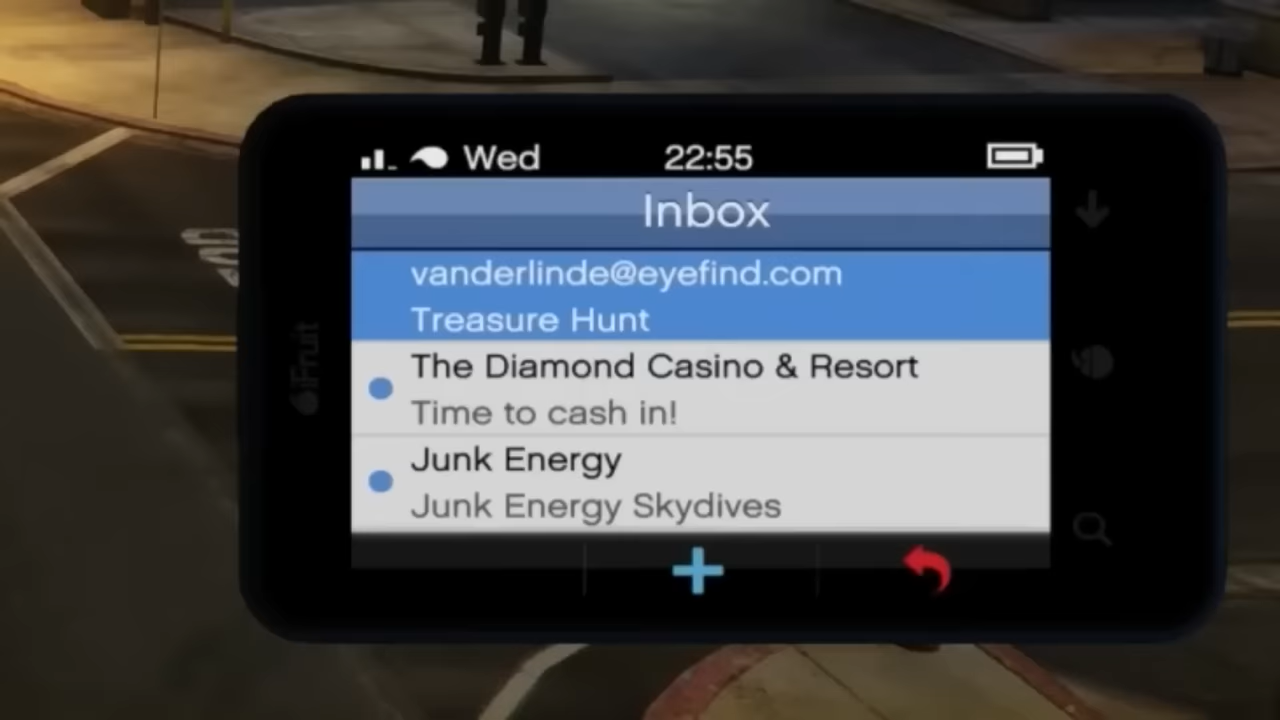 Wed 22:55
Inbox
vanderlinde@eyefind.com
Treasure Hunt
The Diamond Casino & Resort
Time to cash in!
Junk Energy
Junk Energy Skydives
iFruit